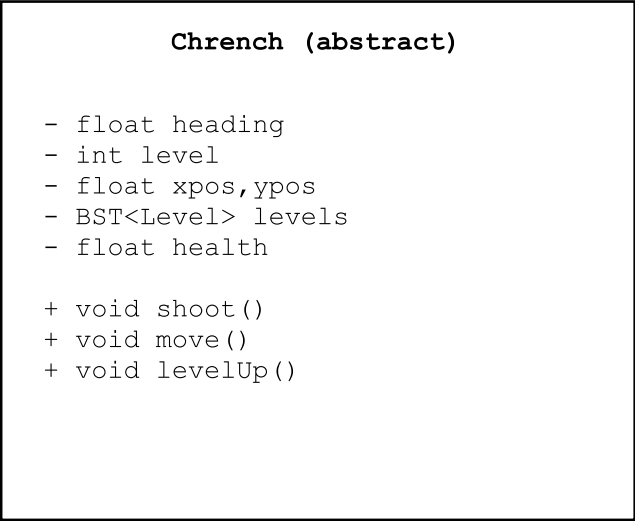 Chrench (abstract)
- float heading
- int level
- float xpos,ypos
- BST<Level> levels
- float health
+ void shoot()
+ void move()
+ void levelUp()